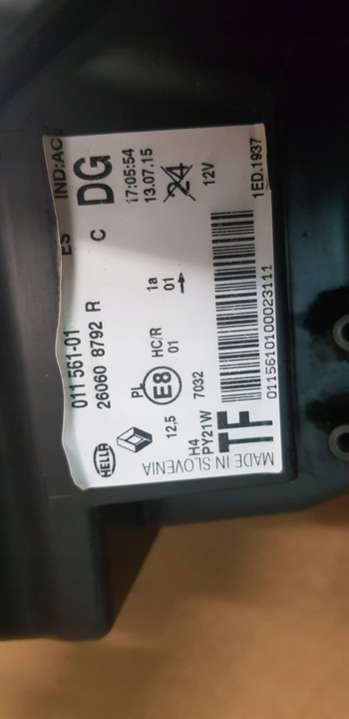 HELLA
011 561-01
ES IND:AC
26060 8792 R C DG
PL
E8
HC/R
01
1a
01
17:05:54
13.07.15
24
12V
12,5
7032
H4
PY21W
TF
1ED.1937
0115610100023111
MADE IN SLOVENIA